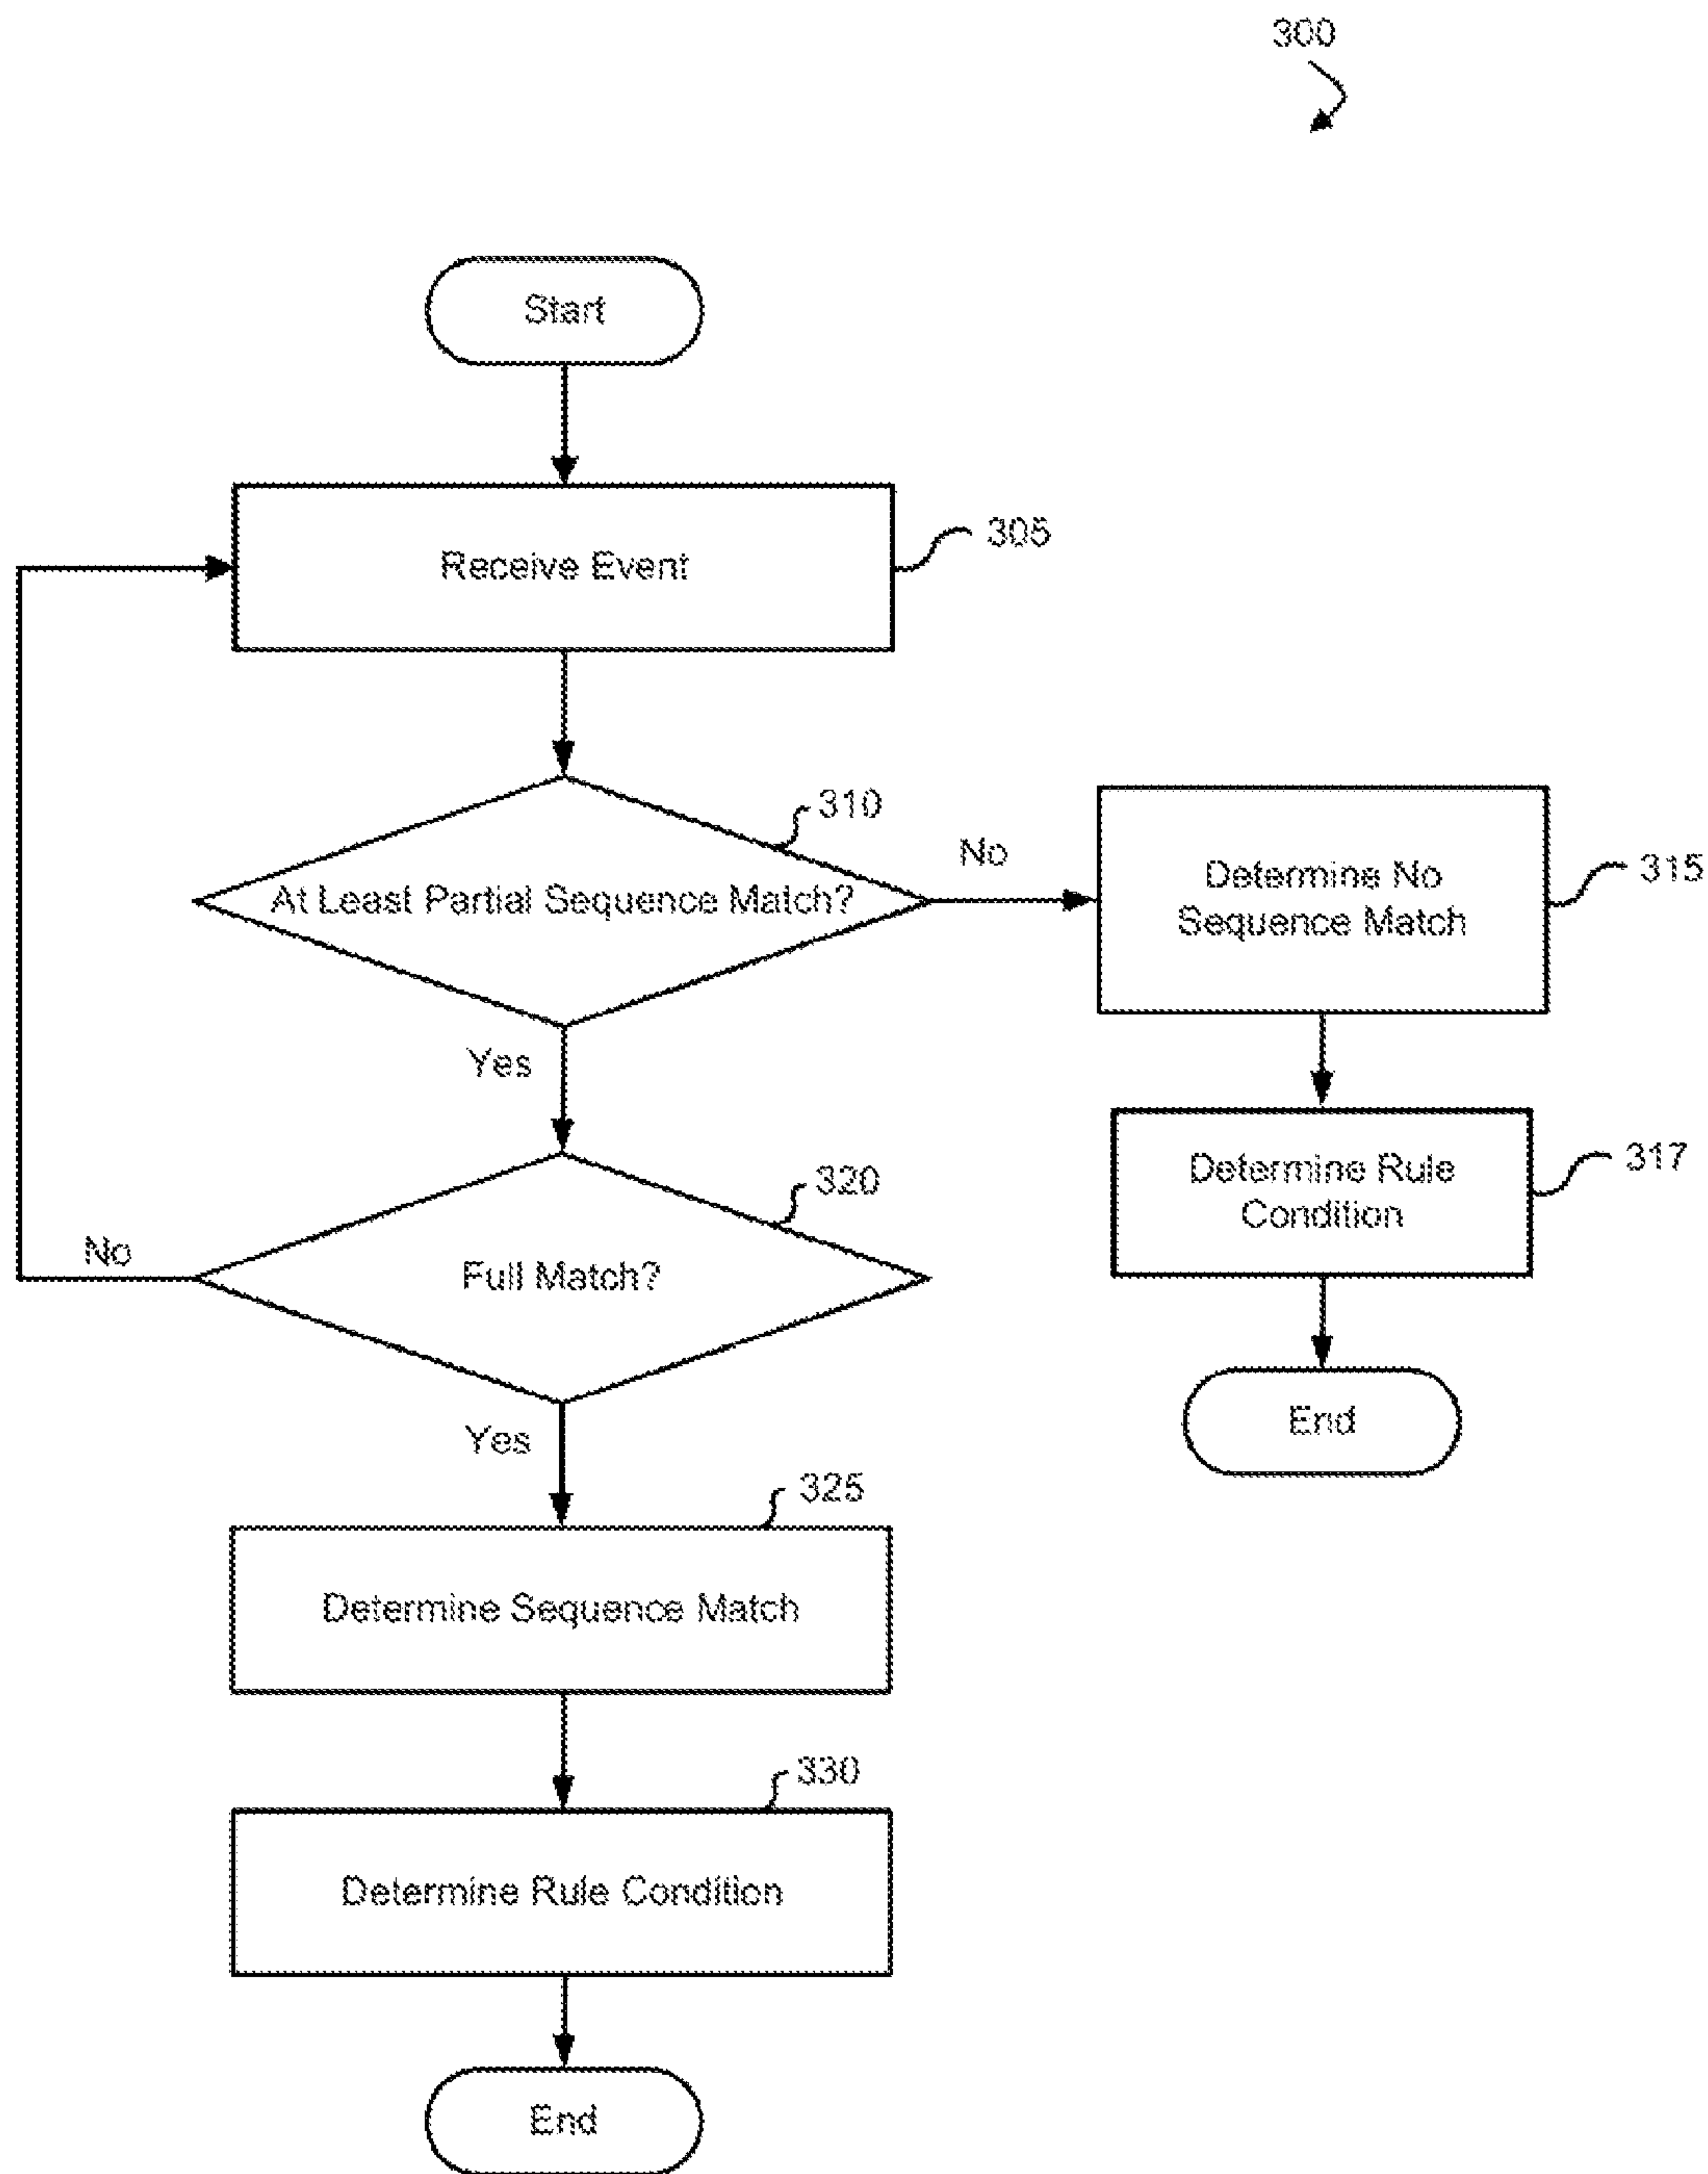 300
Start
Receive Event
305
At Least Partial Sequence Match?
310
No
Determine No
Sequence Match
315
Yes
Determine Rule
Condition
317
Full Match?
320
No
End
Yes
Determine Sequence Match
325
Determine Rule Condition
330
End